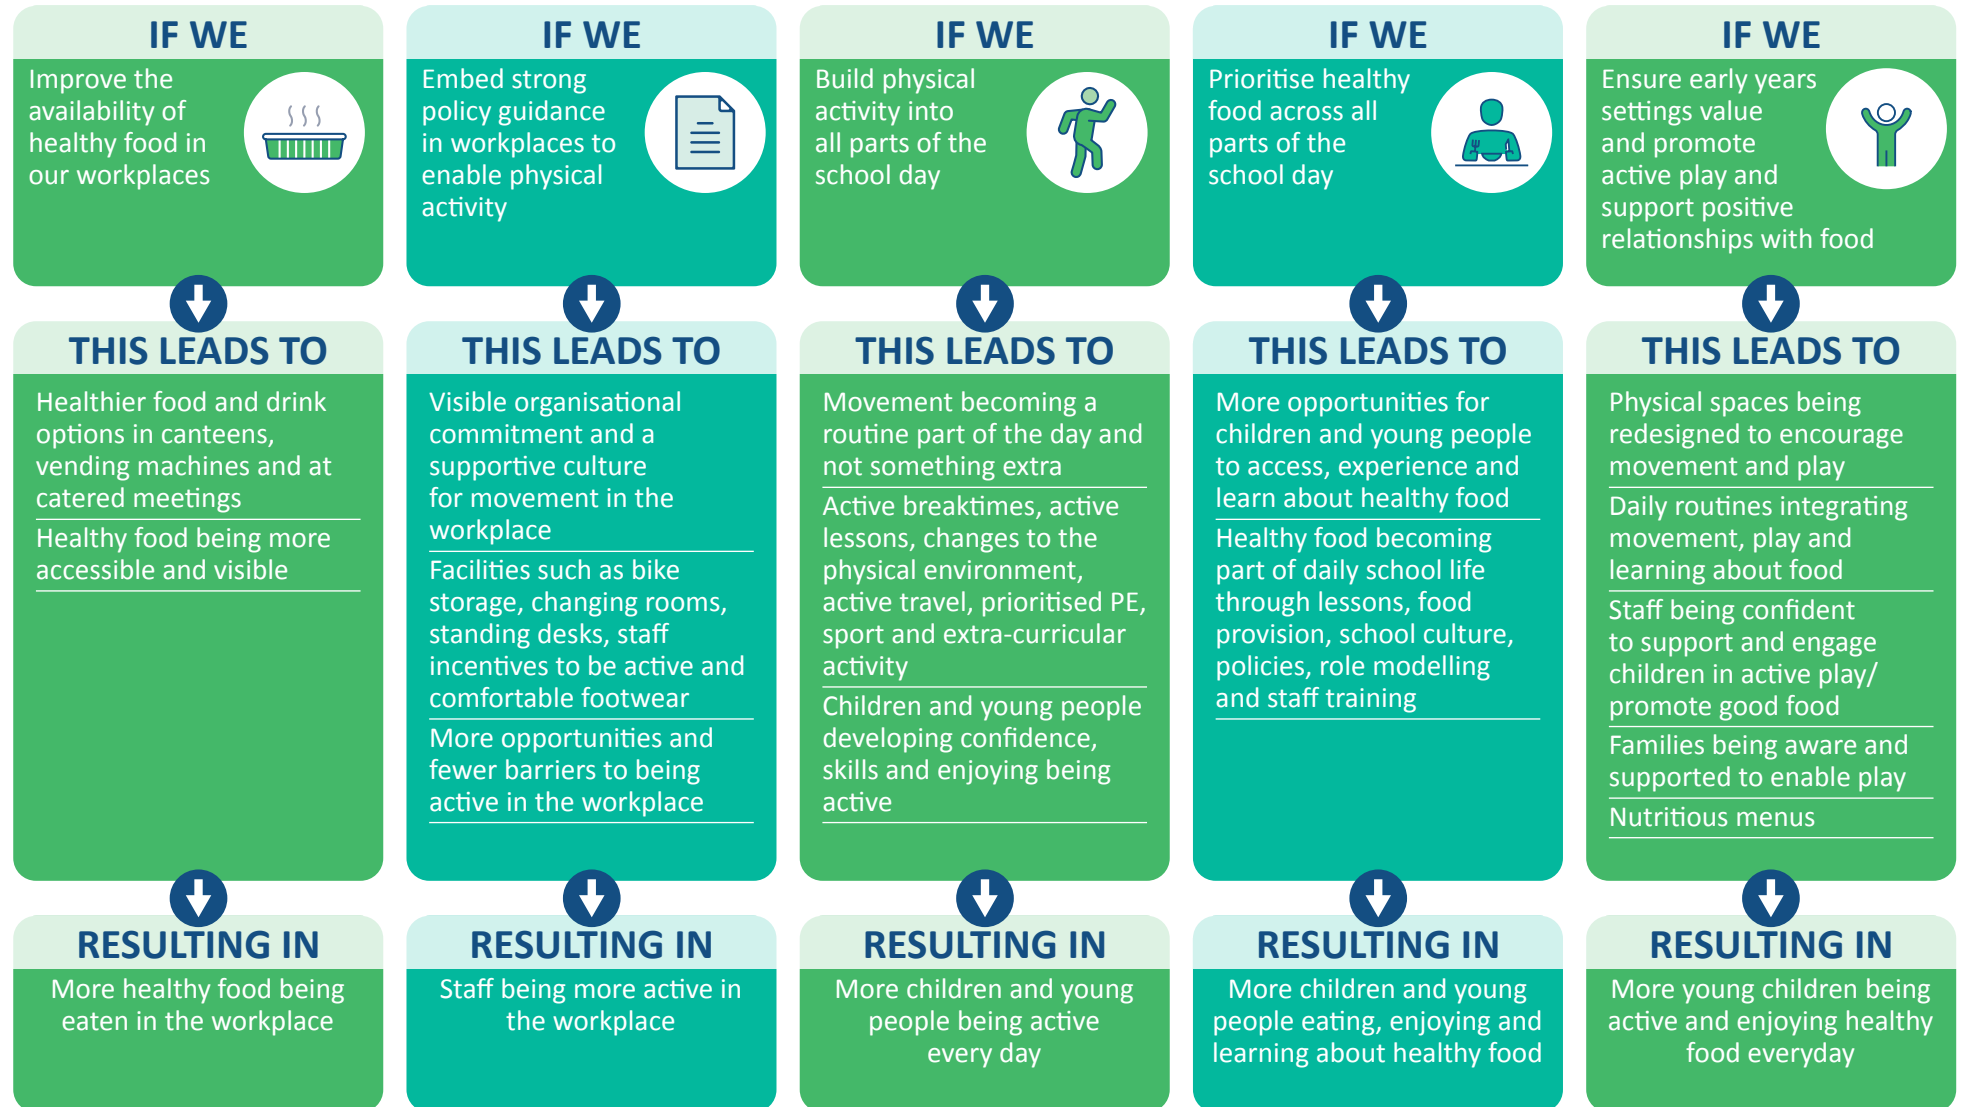 IF WE
Improve the
availability of
healthy food in
our workplaces
THIS LEADS TO
Healthier food and drink
options in canteens,
vending machines and at
catered meetings
Healthy food being more
accessible and visible
RESULTING IN
More healthy food being
eaten in the workplace
IF WE
Embed strong
policy guidance
in workplaces to
enable physical
activity
THIS LEADS TO
Visible organisational
commitment and a
supportive culture
for movement in the
workplace
Facilities such as bike
storage, changing rooms,
standing desks, staff
incentives to be active and
comfortable footwear
More opportunities and
fewer barriers to being
active in the workplace
RESULTING IN
Staff being more active in
the workplace
IF WE
Build physical
activity into
all parts of the
school day
THIS LEADS TO
Movement becoming a
routine part of the day and
not something extra
Active breaktimes, active
lessons, changes to the
physical environment,
active travel, prioritised PE,
sport and extra-curricular
activity
Children and young people
developing confidence,
skills and enjoying being
active
RESULTING IN
More children and young
people being active
every day
IF WE
Prioritise healthy
food across all
parts of the
school day
THIS LEADS TO
More opportunities for
children and young people
to access, experience and
learn about healthy food
Healthy food becoming
part of daily school life
through lessons, food
provision, school culture,
policies, role modelling
and staff training
RESULTING IN
More children and young
people eating, enjoying and
learning about healthy food
IF WE
Ensure early years
settings value
and promote
active play and
support positive
relationships with food
THIS LEADS TO
Physical spaces being
redesigned to encourage
movement and play
Daily routines integrating
movement, play and
learning about food
Staff being confident
to support and engage
children in active play/
promote good food
Families being aware and
supported to enable play
Nutritious menus
RESULTING IN
More young children being
active and enjoying healthy
food everyday